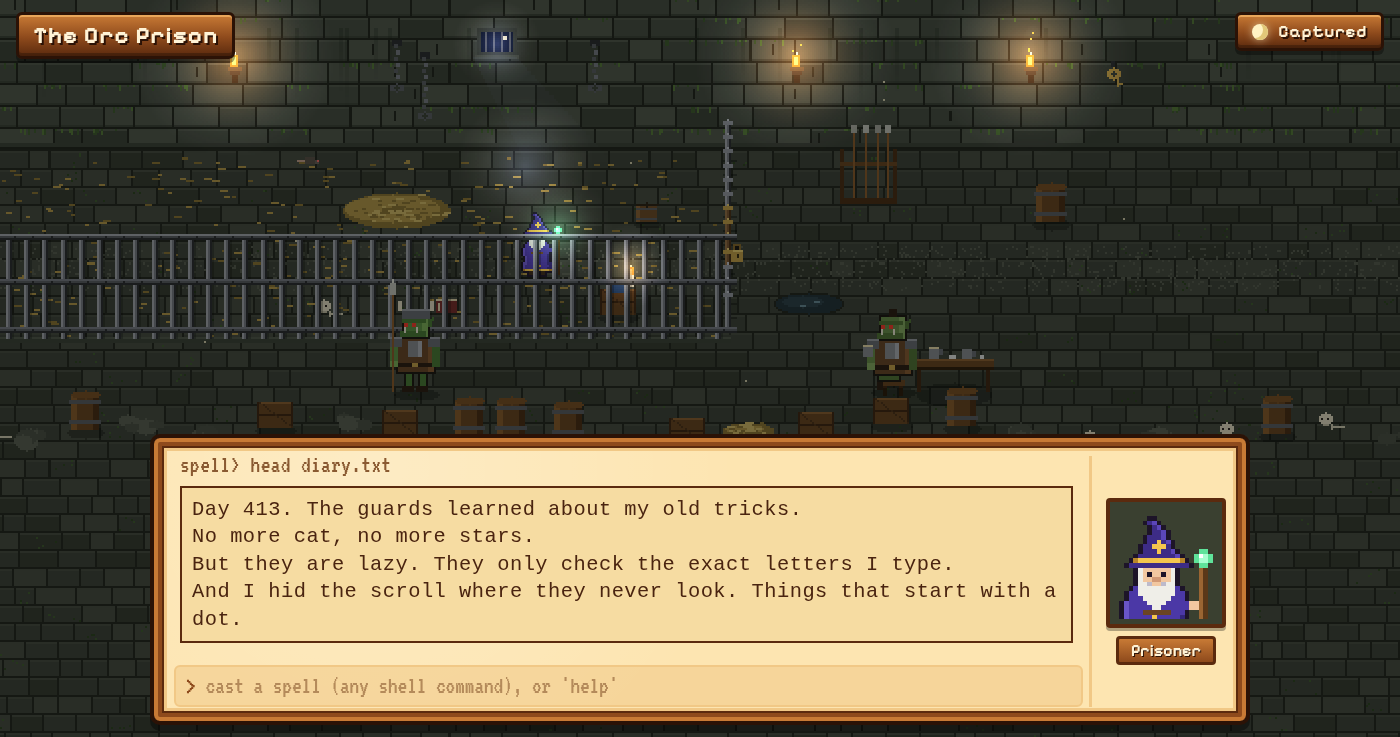 The Orc Prison
Captured
spell> head diary.txt
Day 413. The guards learned about my old tricks.
No more cat, no more stars.
But they are lazy. They only check the exact letters I type.
And I hid the scroll where they never look. Things that start with a
dot.
> cast a spell (any shell command), or 'help'
Prisoner